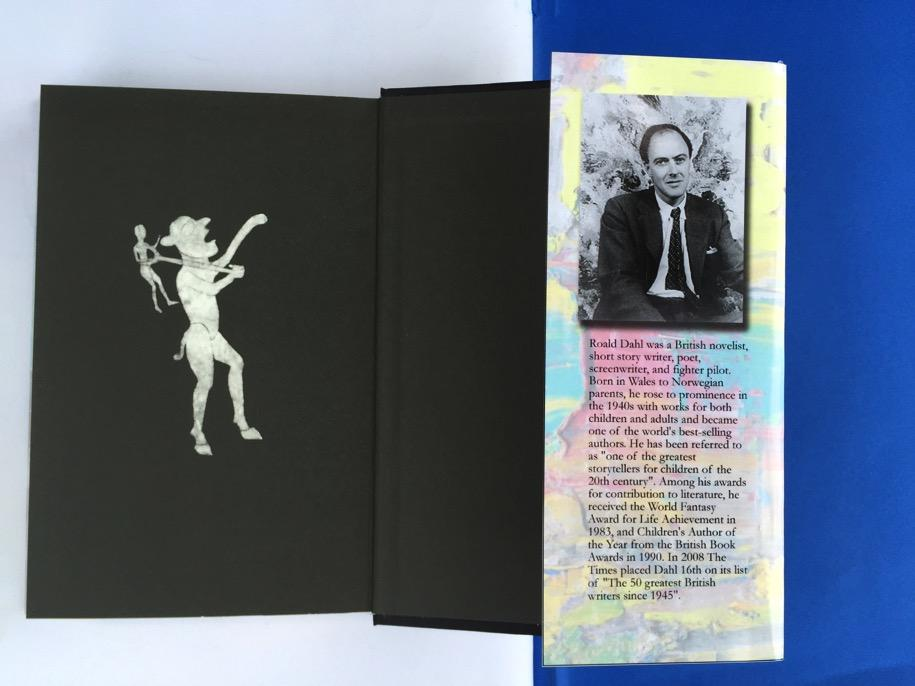 Roald Dahl was a British novelist,
short story writer, poet,
screenwriter, and fighter pilot.
Born in Wales to Norwegian
parents, he rose to prominence in
the 1940s with works for both
children and adults and became
one of the world's best-selling
authors. He has been referred to
as "one of the greatest
storytellers for children of the
20th century". Among his awards
for contribution to literature, he
received the World Fantasy
Award for Life Achievement in
1983, and Children's Author of
the Year from the British Book
Awards in 1990. In 2008 The
Times placed Dahl 16th on its list
of "The 50 greatest British
writers since 1945".